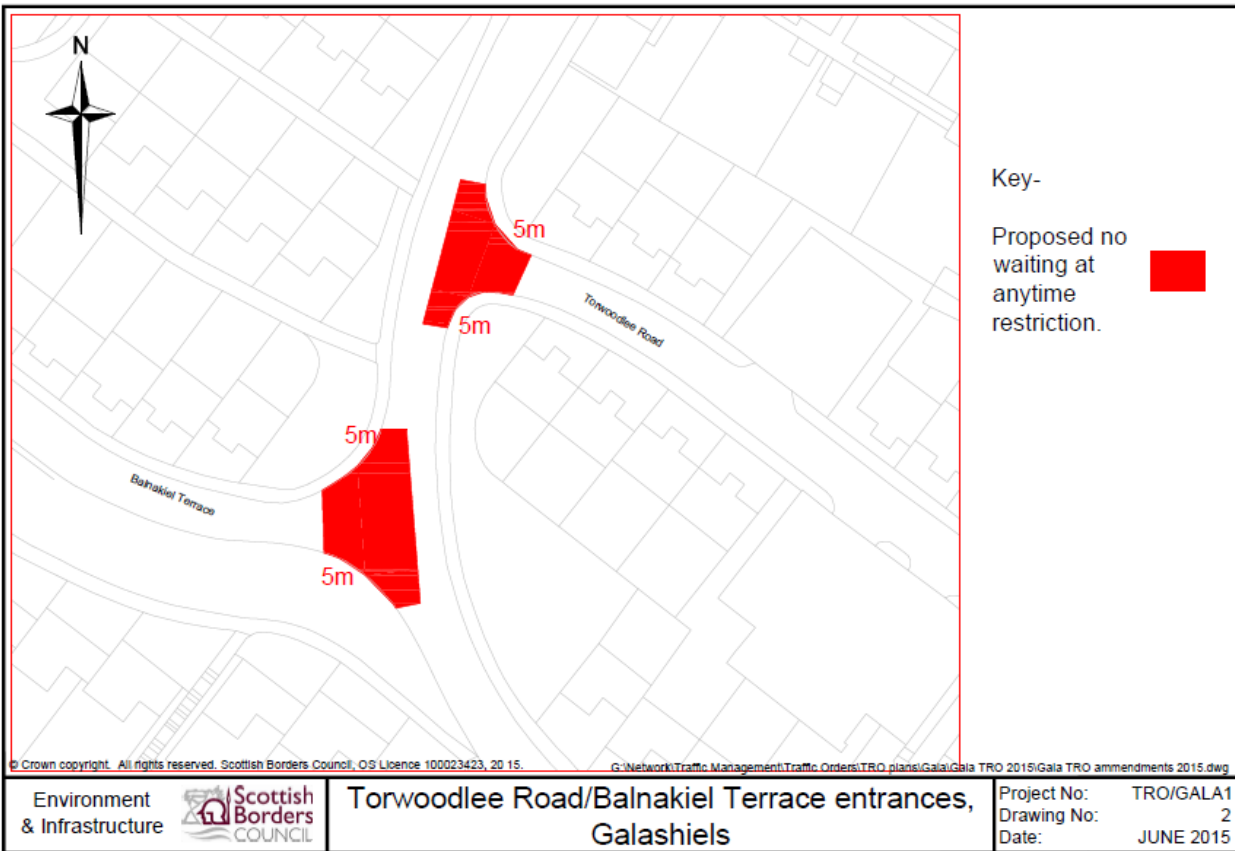 N
Key-
Proposed no
waiting at
anytime
restriction.
5m
5m
Torwoodlee Road
5m
Balnakiel Terrace
5m
© Crown copyright. All rights reserved. Scottish Borders Council, OS Licence 100023423, 20 15.
G:\Network\Traffic Management\Traffic Orders\TRO plans\Gala\Gala TRO 2015\Gala TRO ammendments 2015.dwg
Environment
& Infrastructure
Scottish
Borders
COUNCIL
Torwoodlee Road/Balnakiel Terrace entrances,
Galashiels
Project No: TRO/GALA1
Drawing No: 2
Date: JUNE 2015